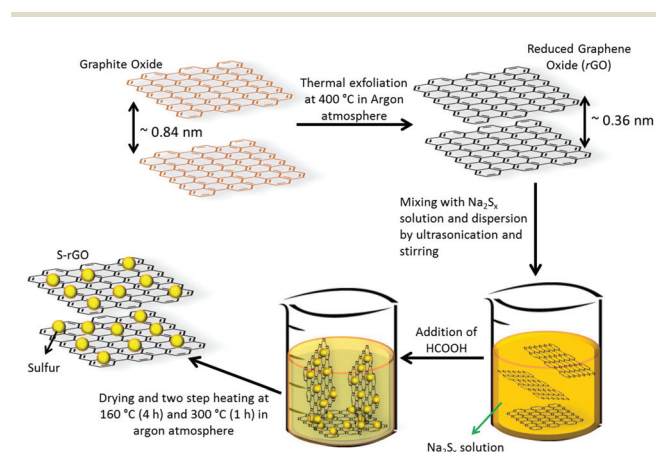 Graphite Oxide
~ 0.84 nm
Thermal exfoliation
at 400 °C in Argon
atmosphere
Reduced Graphene
Oxide (rGO)
~ 0.36 nm
Mixing with Na₂Sₓ
solution and dispersion
by ultrasonication and
stirring
Na₂Sₓ solution
Addition of
HCOOH
Drying and two step heating at
160 °C (4 h) and 300 °C (1 h) in
argon atmosphere
S-rGO
Sulfur